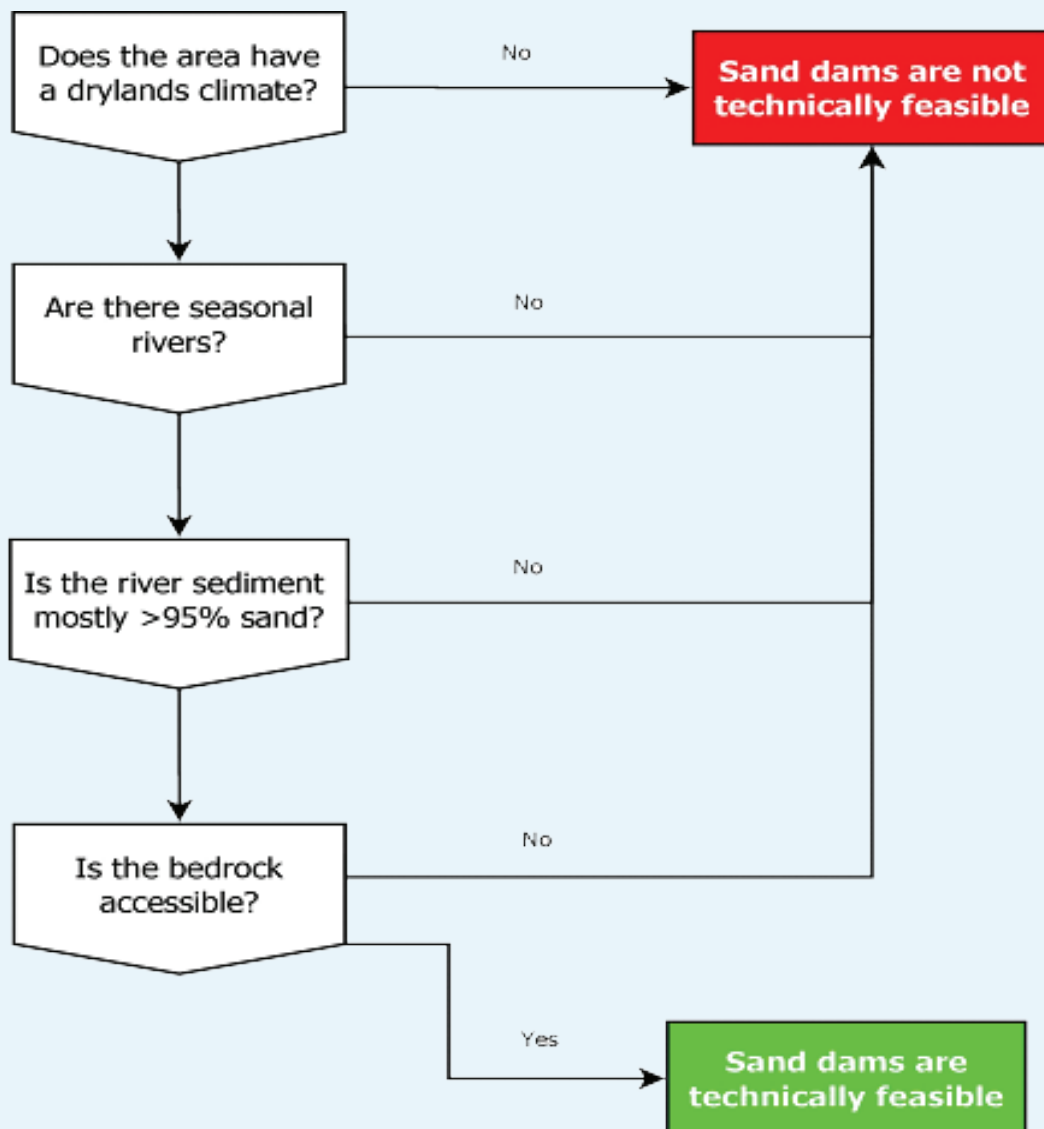 Does the area have
a drylands climate?
No
Sand dams are not
technically feasible
Are there seasonal
rivers?
No
Is the river sediment
mostly >95% sand?
No
Is the bedrock
accessible?
No
Yes
Sand dams are
technically feasible